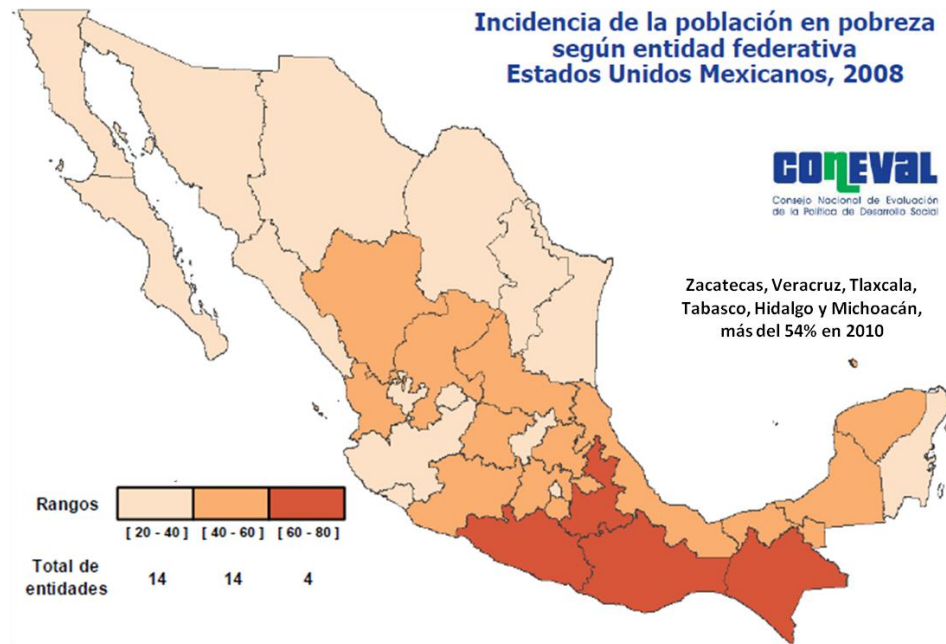 Incidencia de la población en pobreza
según entidad federativa
Estados Unidos Mexicanos, 2008
CONEVAL
Consejo Nacional de Evaluación
de la Política de Desarrollo Social
Zacatecas, Veracruz, Tlaxcala,
Tabasco, Hidalgo y Michoacán,
más del 54% en 2010
Rangos
[ 20 - 40 ] [ 40 - 60 ] [ 60 - 80 ]
Total de
entidades
14 14 4